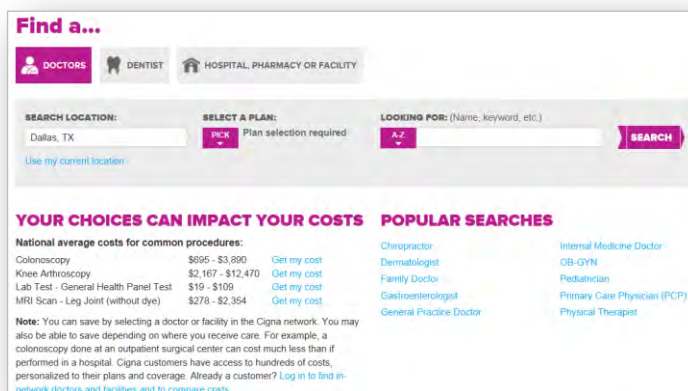 Find a...
DOCTORS
DENTIST
HOSPITAL, PHARMACY OR FACILITY
SEARCH LOCATION:
SELECT A PLAN:
LOOKING FOR: (Name, keyword, etc.)
Dallas, TX
PICK
Plan selection required
A-Z
SEARCH
Use my current location
YOUR CHOICES CAN IMPACT YOUR COSTS
National average costs for common procedures:
Colonoscopy $695 - $3,890 Get my cost
Knee Arthroscopy $2,167 - $12,470 Get my cost
Lab Test - General Health Panel Test $19 - $109 Get my cost
MRI Scan - Leg Joint (without dye) $278 - $2,354 Get my cost
Note: You can save by selecting a doctor or facility in the Cigna network. You may
also be able to save depending on where you receive care. For example, a
colonoscopy done at an outpatient surgical center can cost much less than if
performed in a hospital. Cigna customers have access to hundreds of costs,
personalized to their plans and coverage. Already a customer? Log in to find in-
network doctors and facilities and to compare costs
POPULAR SEARCHES
Chiropractor
Dermatologist
Family Doctor
Gastroenterologist
General Practice Doctor
Internal Medicine Doctor
OB-GYN
Pediatrician
Primary Care Physician (PCP)
Physical Therapist